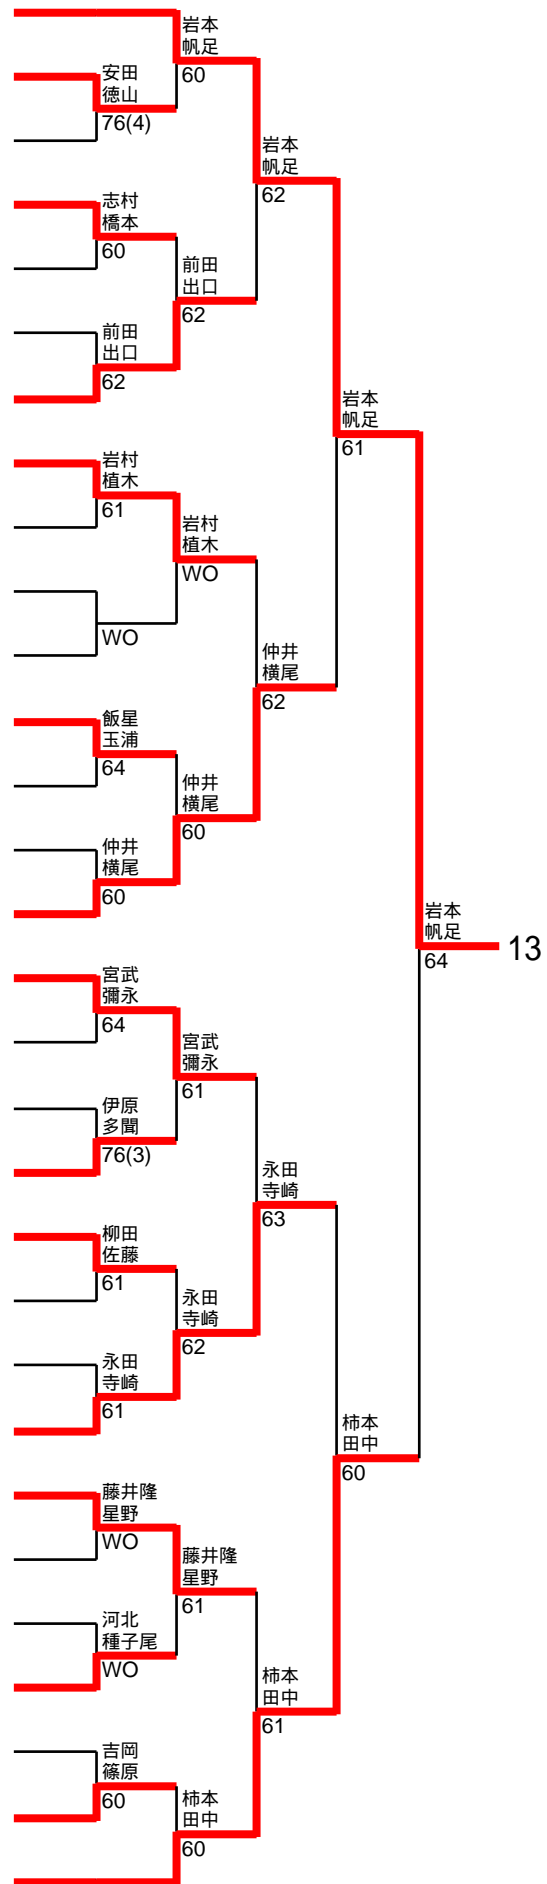 岩本
帆足
60
安田
徳山
76(4)
岩本
帆足
62
志村
橋本
60
前田
出口
62
前田
出口
62
岩本
帆足
61
岩村
植木
61
岩村
植木
WO
WO
仲井
横尾
62
飯星
玉浦
64
仲井
横尾
60
仲井
横尾
60
岩本
帆足
64
13
宮武
彌永
64
宮武
彌永
61
伊原
多聞
76(3)
永田
寺崎
63
柳田
佐藤
61
永田
寺崎
62
永田
寺崎
61
柿本
田中
60
藤井隆
星野
WO
藤井隆
星野
61
河北
種子尾
WO
柿本
田中
61
吉岡
篠原
60
柿本
田中
60